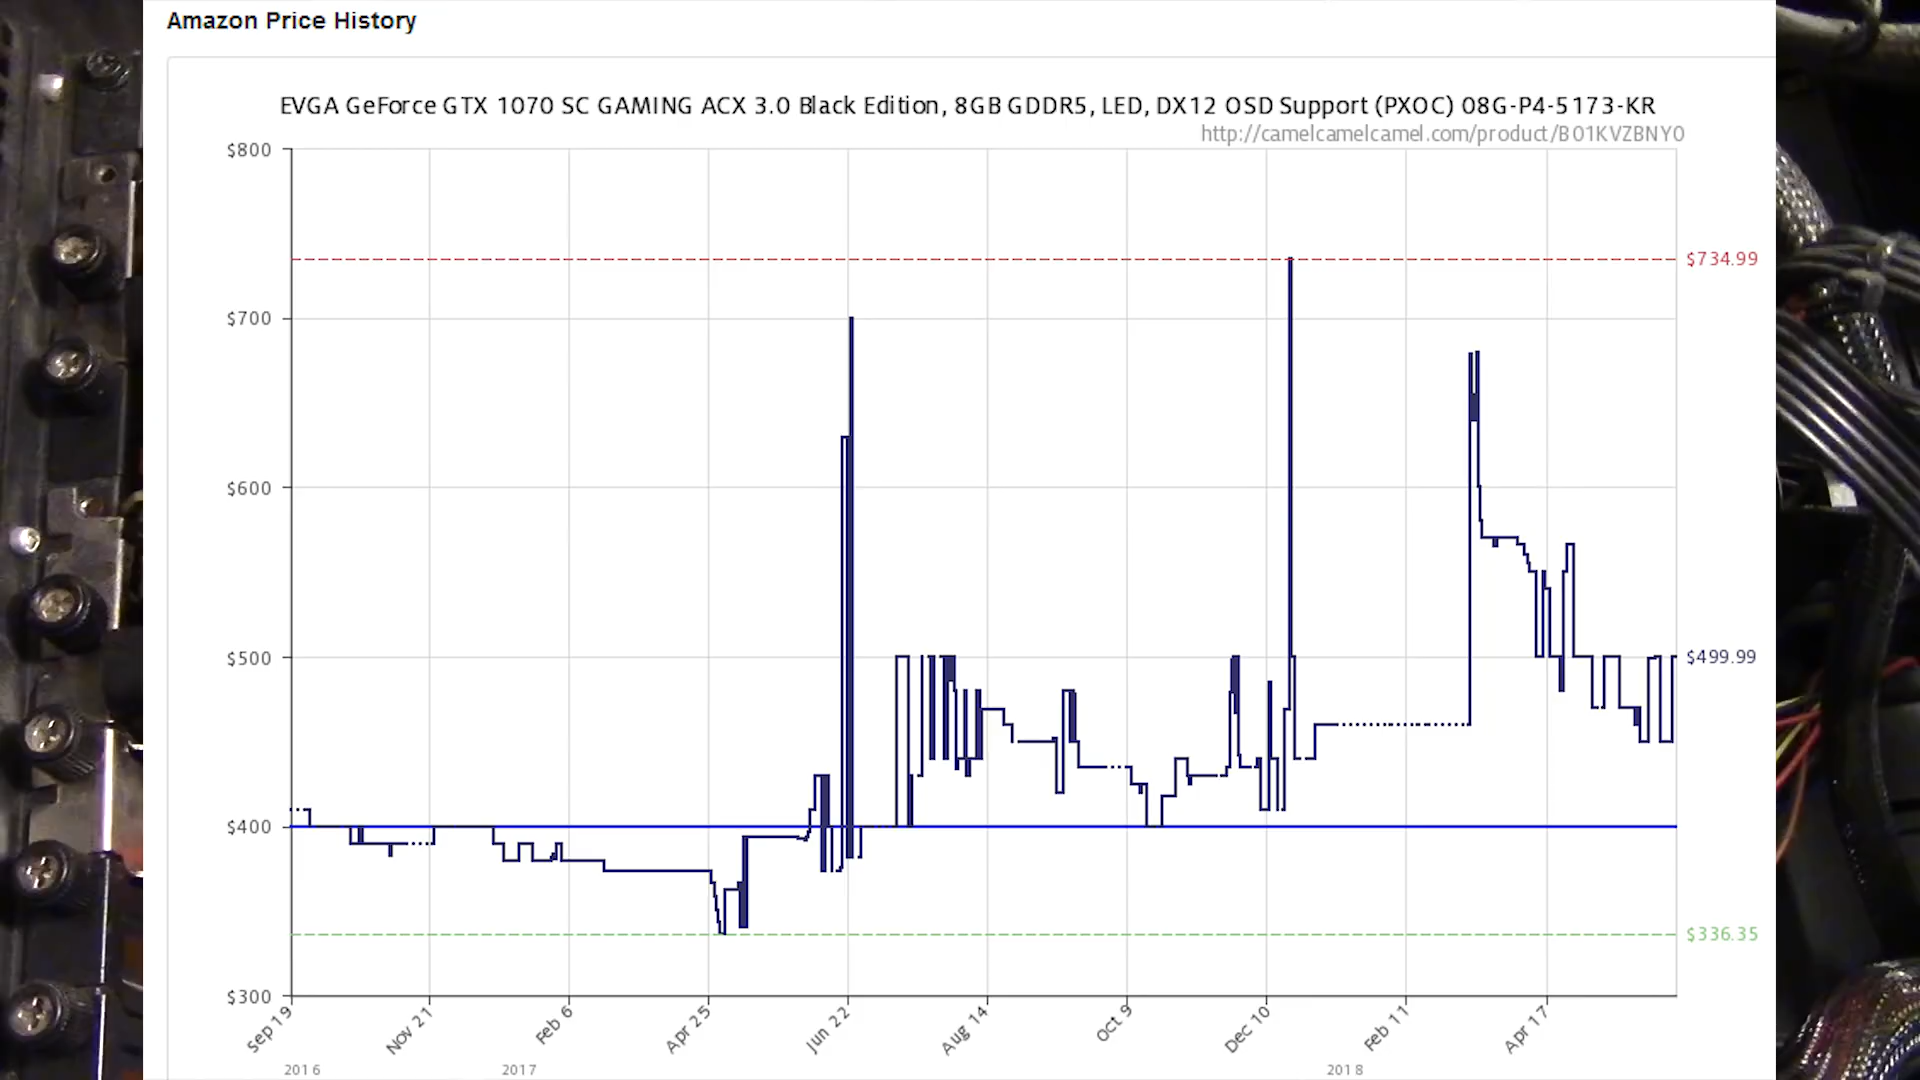 Amazon Price History
EVGA GeForce GTX 1070 SC GAMING ACX 3.0 Black Edition, 8GB GDDR5, LED, DX12 OSD Support (PXOC) 08G-P4-5173-KR
http://camelcamelcamel.com/product/B01KVZBNY0
$800
$734.99
$700
$600
$500
$499.99
$400
$336.35
$300
Sep 19
Nov 21
Feb 6
Apr 25
Jun 22
Aug 14
Oct 9
Dec 10
Feb 11
Apr 17
2016
2017
2018